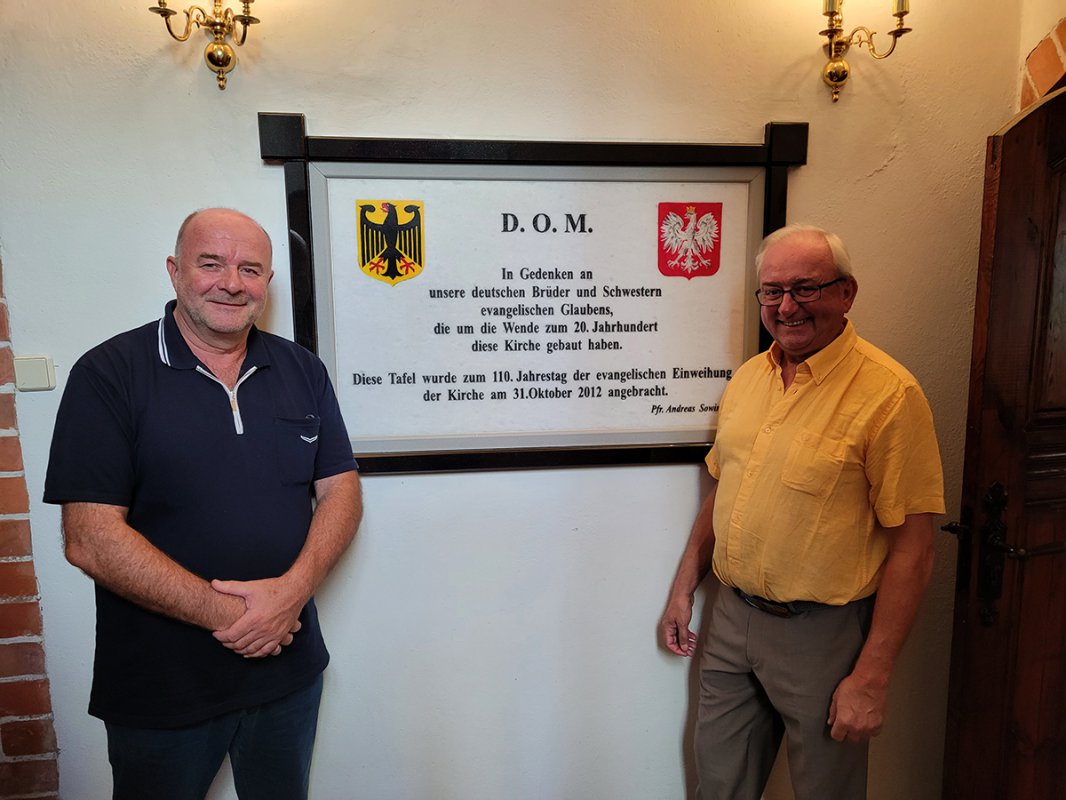 D. O. M.
In Gedenken an
unsere deutschen Brüder und Schwestern
evangelischen Glaubens,
die um die Wende zum 20. Jahrhundert
diese Kirche gebaut haben.
Diese Tafel wurde zum 110. Jahrestag der evangelischen Einweihung
der Kirche am 31.Oktober 2012 angebracht.
Pfr. Andreas